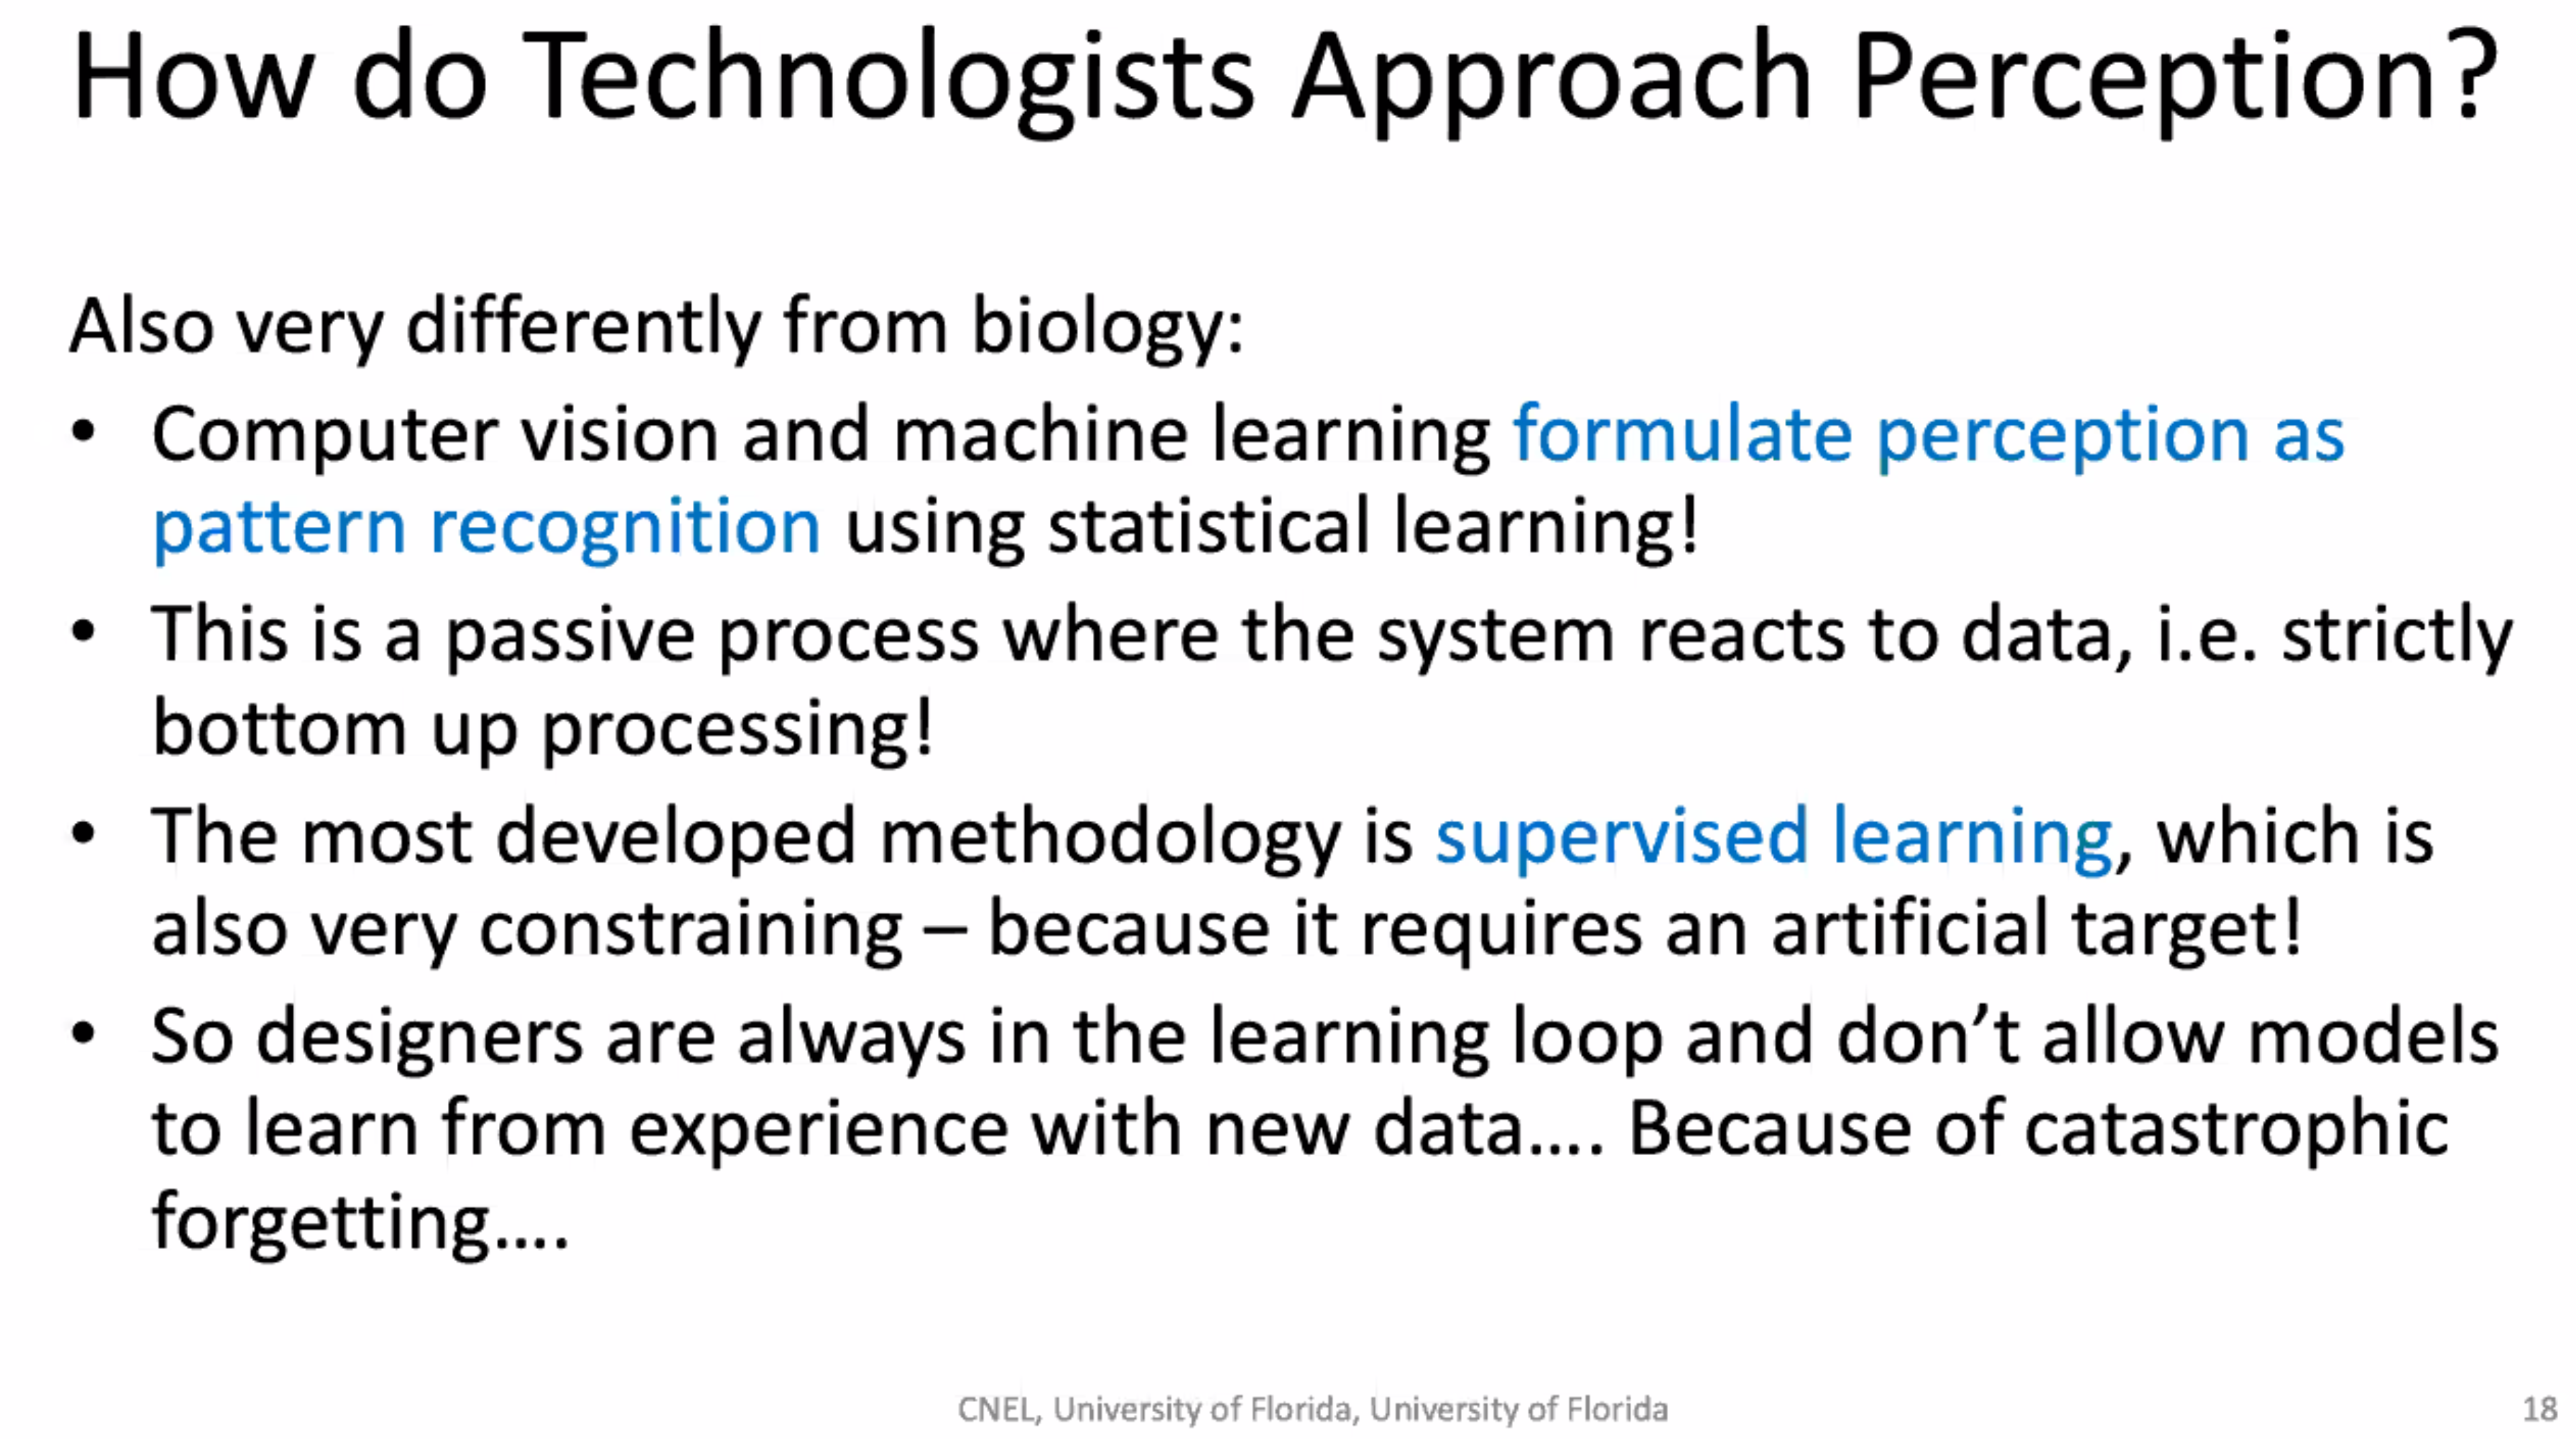 How do Technologists Approach Perception?
Also very differently from biology:
• Computer vision and machine learning formulate perception as
pattern recognition using statistical learning!
• This is a passive process where the system reacts to data, i.e. strictly
bottom up processing!
• The most developed methodology is supervised learning, which is
also very constraining – because it requires an artificial target!
• So designers are always in the learning loop and don’t allow models
to learn from experience with new data.... Because of catastrophic
forgetting....
CNEL, University of Florida, University of Florida
18